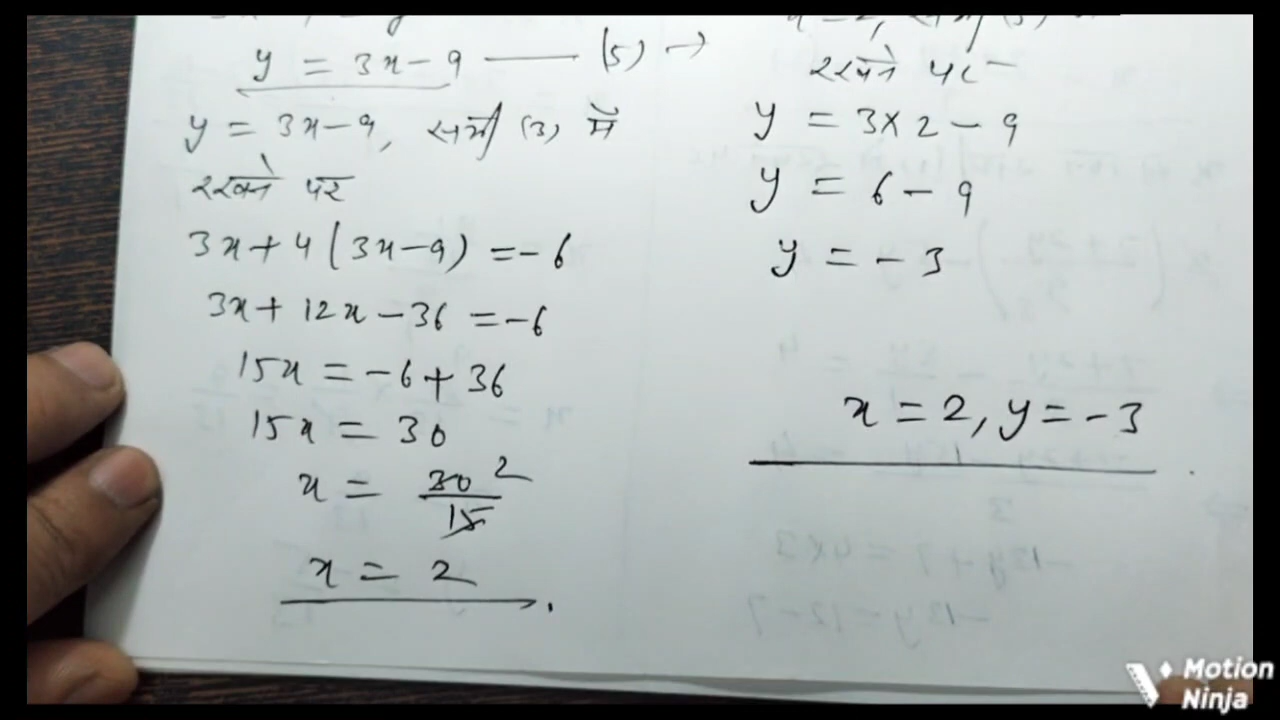 y = 3x - 9 —— (5) →
y = 3x - 9, समी (3) में
रखने पर
3x + 4 (3x - 9) = -6
3x + 12x - 36 = -6
15x = -6 + 36
15x = 30
x = 30/15 2
x = 2
रखने पर
y = 3 × 2 - 9
y = 6 - 9
y = -3
x = 2, y = -3
Motion
Ninja